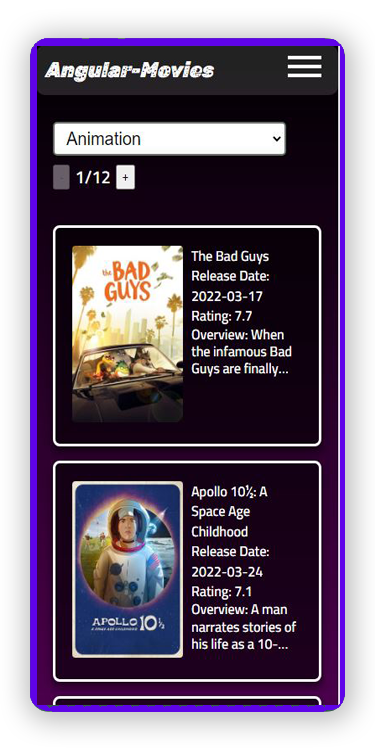 Angular-Movies
Animation
- 1/12 +
the
BAD
GUYS
The Bad Guys
Release Date:
2022-03-17
Rating: 7.7
Overview: When
the infamous Bad
Guys are finally...
APOLLO 10½
A SPACE AGE CHILDHOOD
Apollo 10½: A
Space Age
Childhood
Release Date:
2022-03-24
Rating: 7.1
Overview: A man
narrates stories of
his life as a 10-...